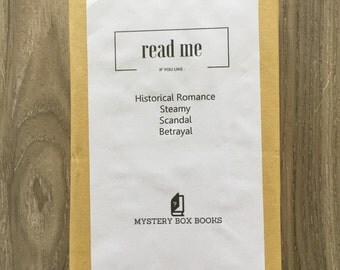 read me
IF YOU LIKE :
Historical Romance
Steamy
Scandal
Betrayal
MYSTERY BOX BOOKS